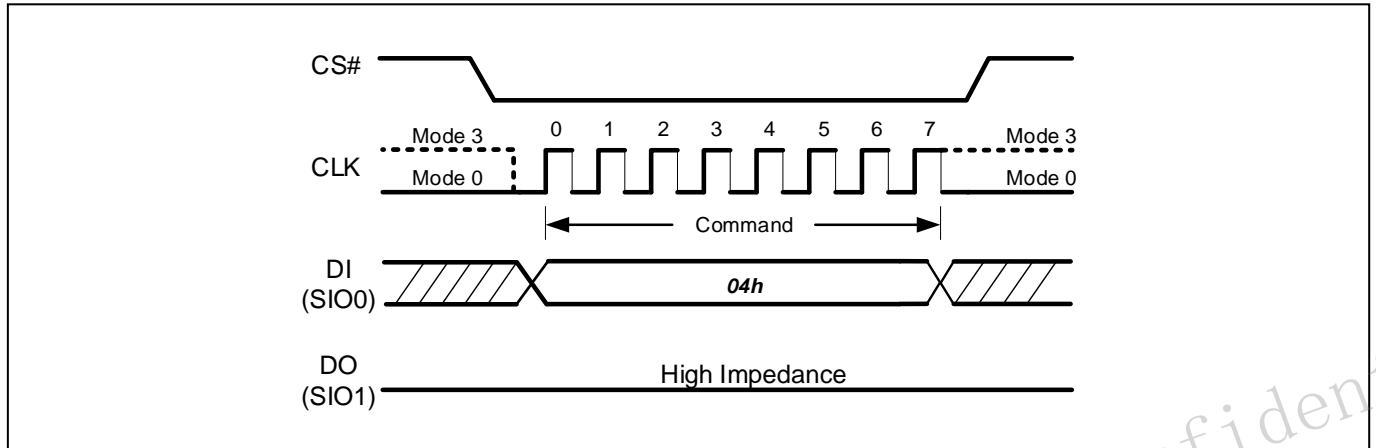 CS#
0 1 2 3 4 5 6 7
Mode 3 Mode 3
CLK
Mode 0 Mode 0
Command
DI
(SIO0)
04h
DO
(SIO1)
High Impedance